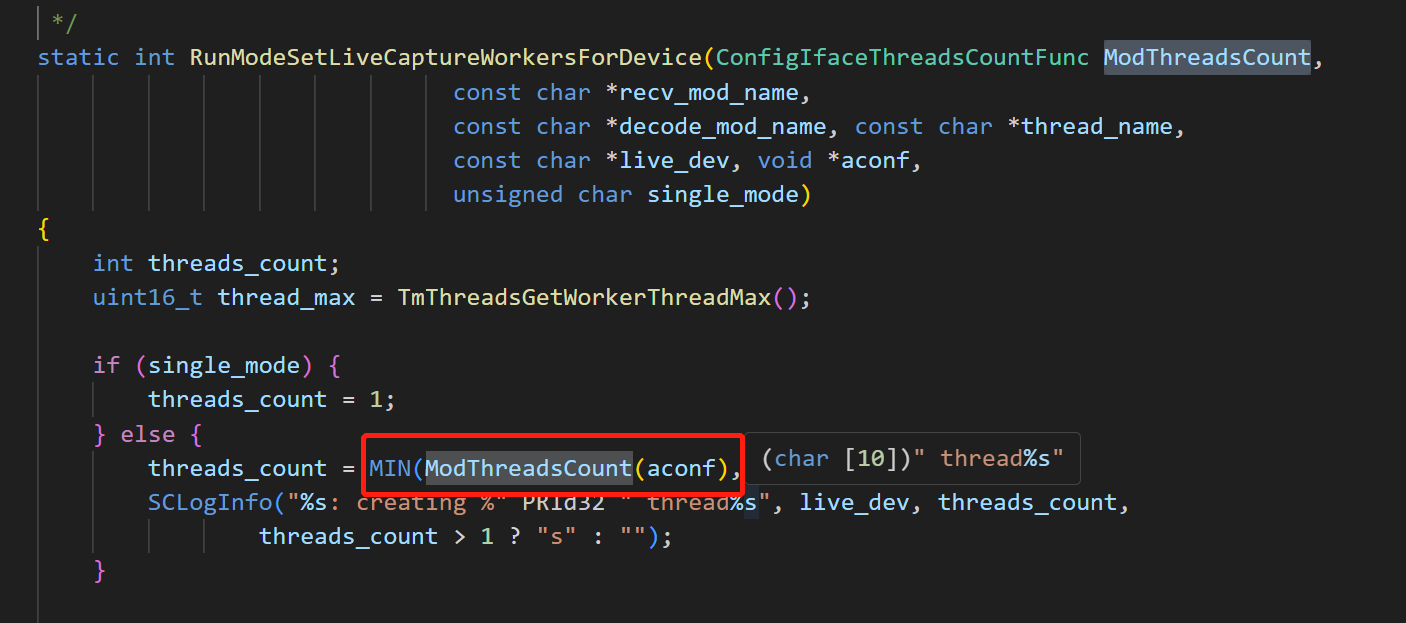 */
static int RunModeSetLiveCaptureWorkersForDevice(ConfigIfaceThreadsCountFunc ModThreadsCount,
const char *recv_mod_name,
const char *decode_mod_name, const char *thread_name,
const char *live_dev, void *aconf,
unsigned char single_mode)
{
int threads_count;
uint16_t thread_max = TmThreadsGetWorkerThreadMax();
if (single_mode) {
threads_count = 1;
} else {
threads_count = MIN(ModThreadsCount(aconf), (char [10])" thread%s"
SCLogInfo("%s: creating %" PRId32 " thread%s", live_dev, threads_count,
threads_count > 1 ? "s" : "");
}